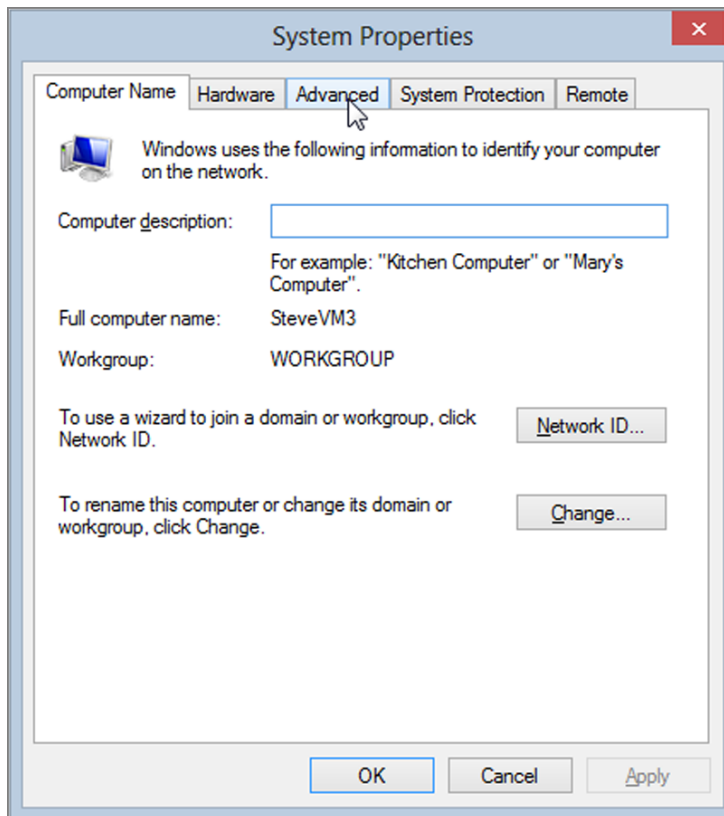 System Properties
Computer Name
Hardware
Advanced
System Protection
Remote
Windows uses the following information to identify your computer
on the network.
Computer description:
For example: "Kitchen Computer" or "Mary's
Computer".
Full computer name:
SteveVM3
Workgroup:
WORKGROUP
To use a wizard to join a domain or workgroup, click
Network ID.
Network ID...
To rename this computer or change its domain or
workgroup, click Change.
Change...
OK
Cancel
Apply